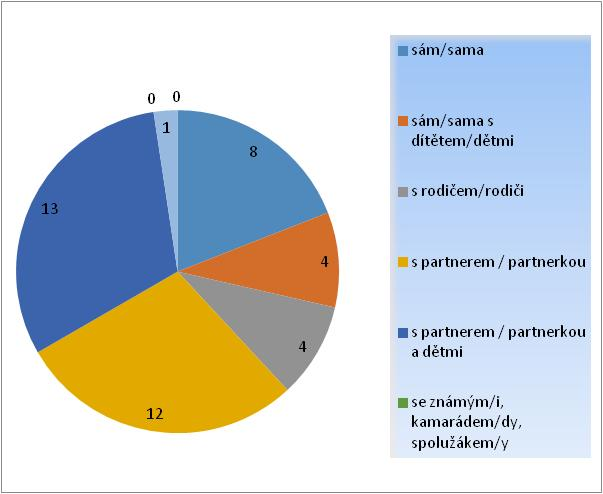 0
0
1
8
13
4
4
12
sám/sama
sám/sama s
dítětem/dětmi
s rodičem/rodiči
s partnerem / partnerkou
s partnerem / partnerkou
a dětmi
se známým/i,
kamarádem/dy,
spolužákem/y